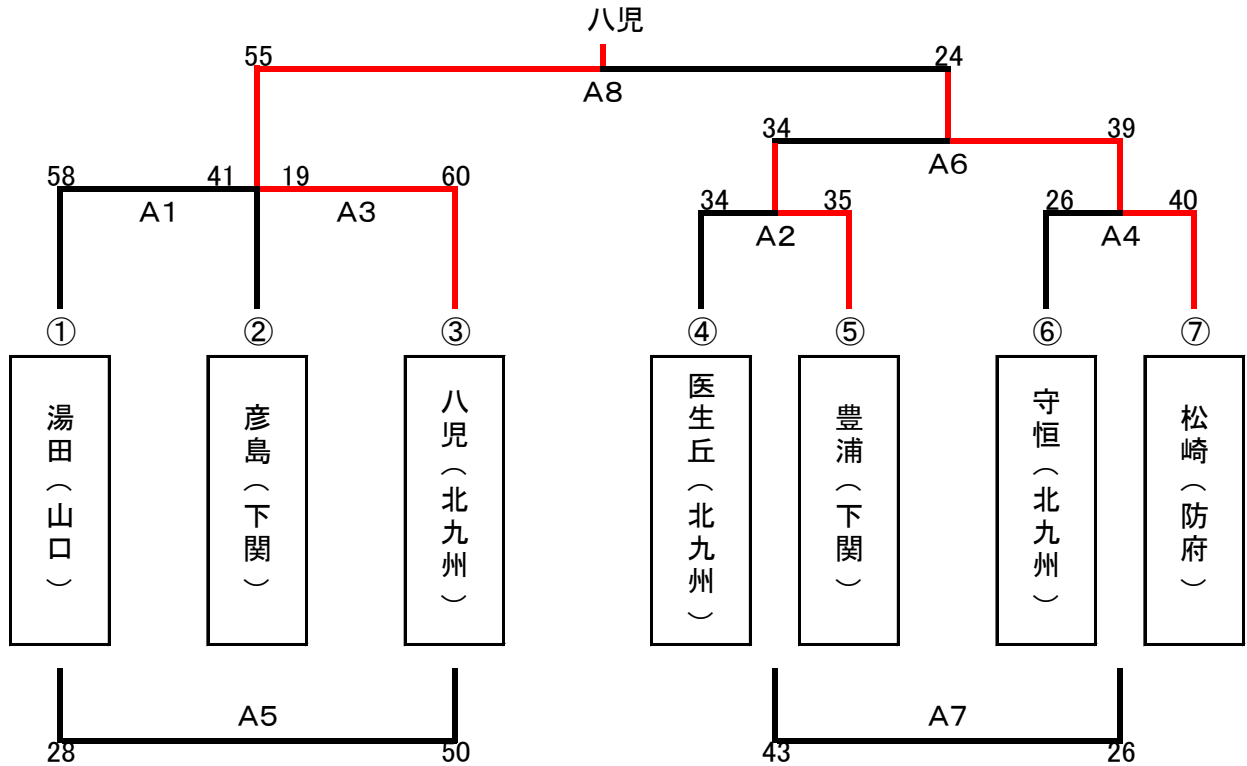 八児
55 24
A8
34 39
A6
58 41 19 60
A1 A3
34 35 26 40
A2 A4
① ② ③ ④ ⑤ ⑥ ⑦
湯田（山口）
彦島（下関）
八児（北九州）
医生丘（北九州）
豊浦（下関）
守恒（北九州）
松崎（防府）
A5 A7
28 50 43 26